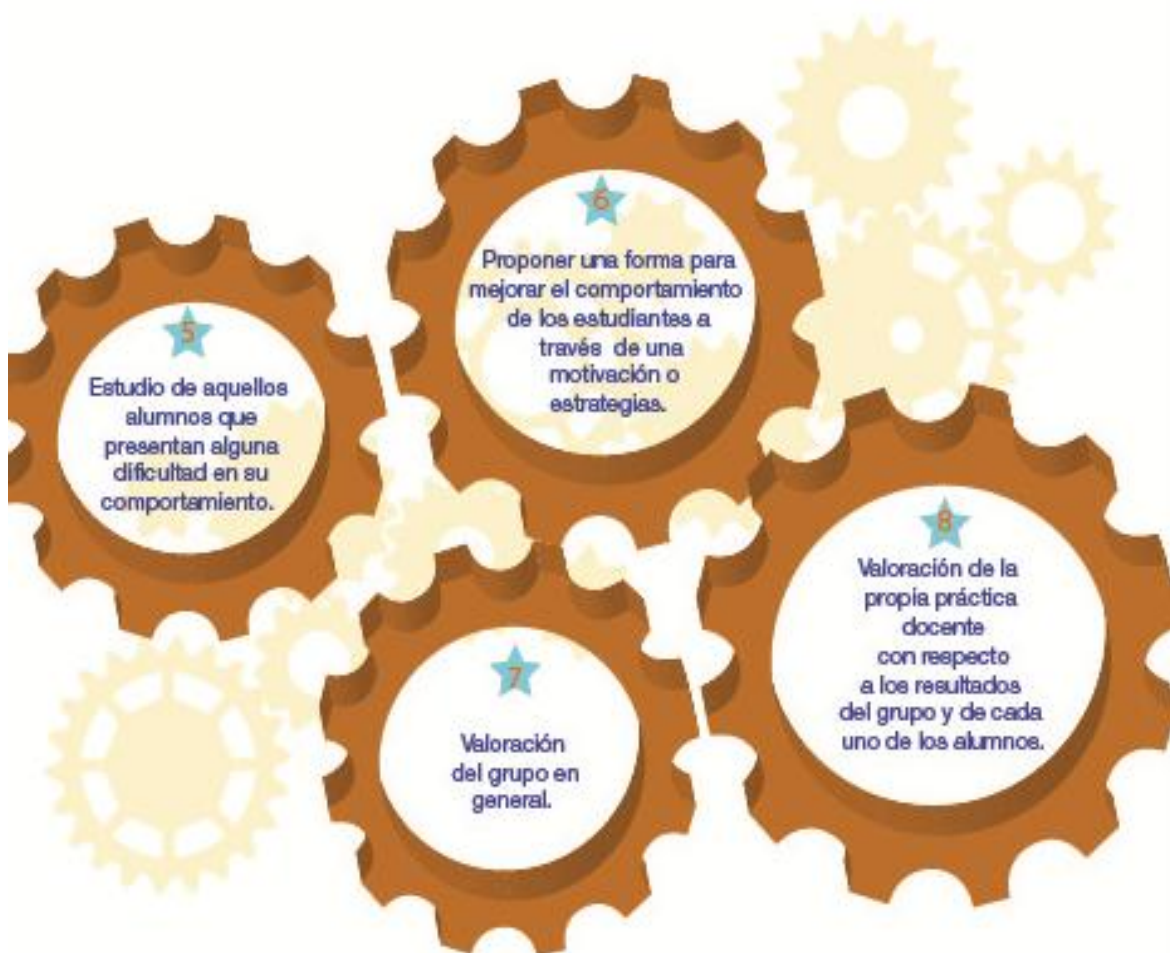 5
Estudio de aquellos
alumnos que
presentan alguna
dificultad en su
comportamiento.
6
Proponer una forma para
mejorar el comportamiento
de los estudiantes a
través de una
motivación o
estrategias.
7
Valoración
del grupo en
general.
8
Valoración de la
propia práctica
docente
con respecto
a los resultados
del grupo y de cada
uno de los alumnos.